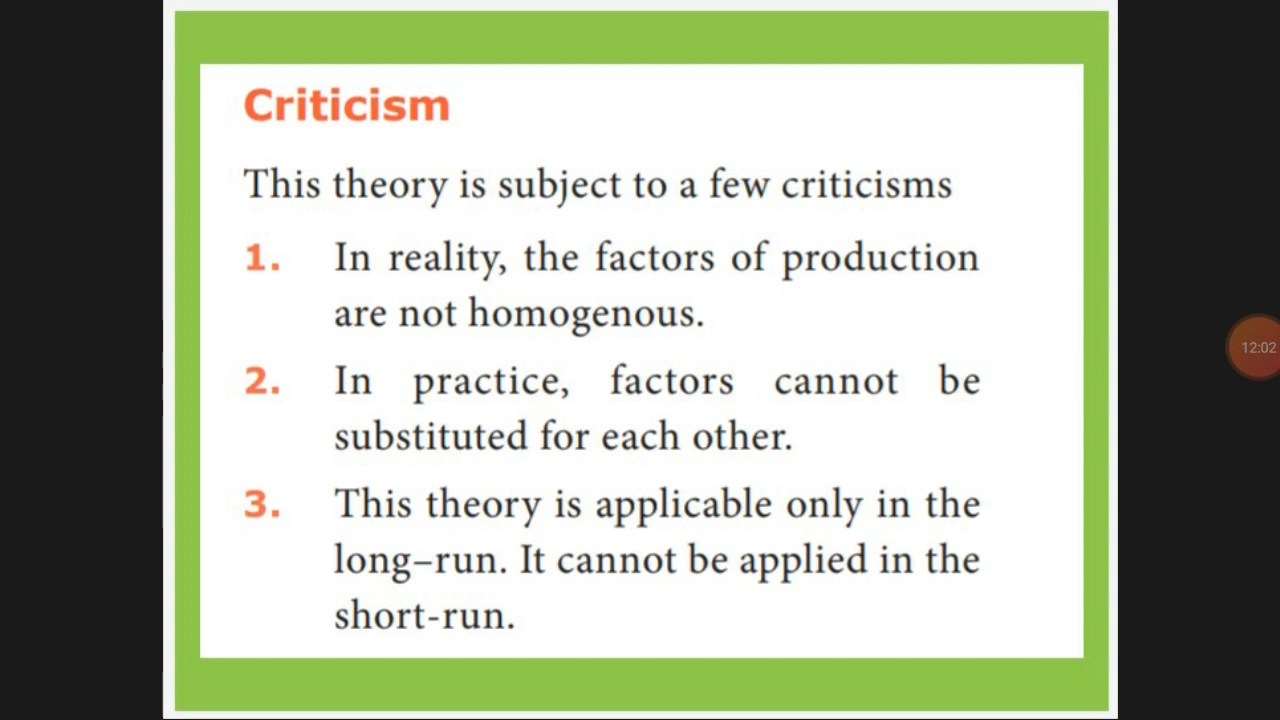 Criticism
This theory is subject to a few criticisms
1. In reality, the factors of production
are not homogenous.
2. In practice, factors cannot be
substituted for each other.
3. This theory is applicable only in the
long–run. It cannot be applied in the
short-run.
12:02